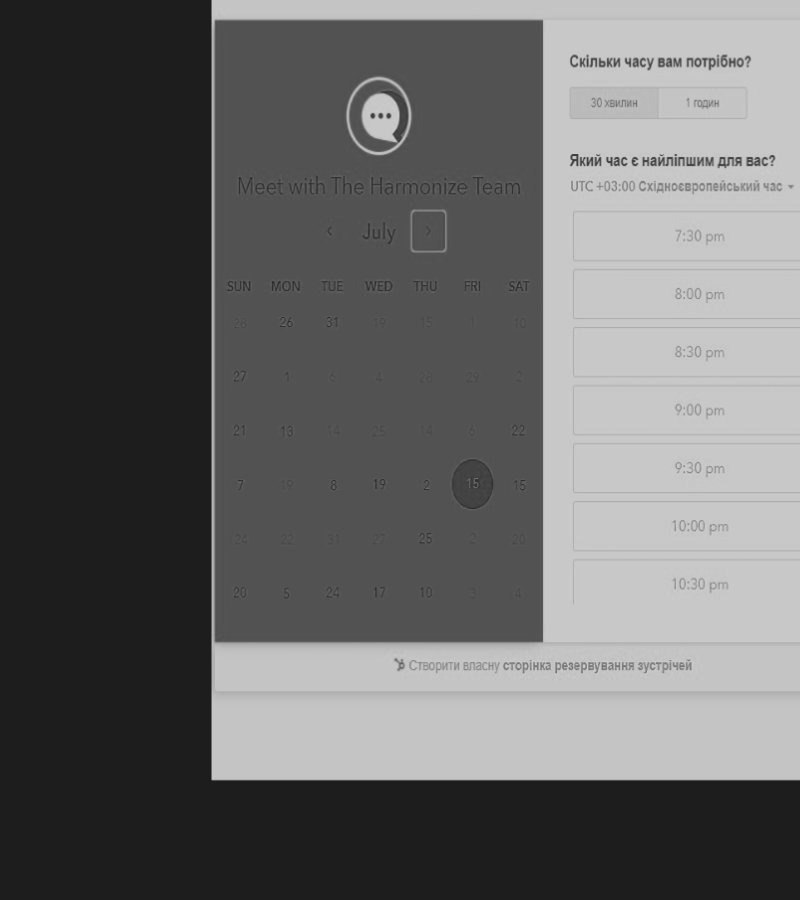 Meet with The Harmonize Team
July
SUN MON TUE WED THU FRI SAT
28 26 31 19 15 1 10
27 1 6 4 28 29 2
21 13 14 25 14 6 22
7 19 8 19 2 15 15
24 22 31 27 25 2 20
20 5 24 17 10 3 4
Скільки часу вам потрібно?
30 хвилин 1 годин
Який час є найліпшим для вас?
UTC +03:00 Східноєвропейський час
7:30 pm
8:00 pm
8:30 pm
9:00 pm
9:30 pm
10:00 pm
10:30 pm
Створити власну сторінка резервування зустрічей